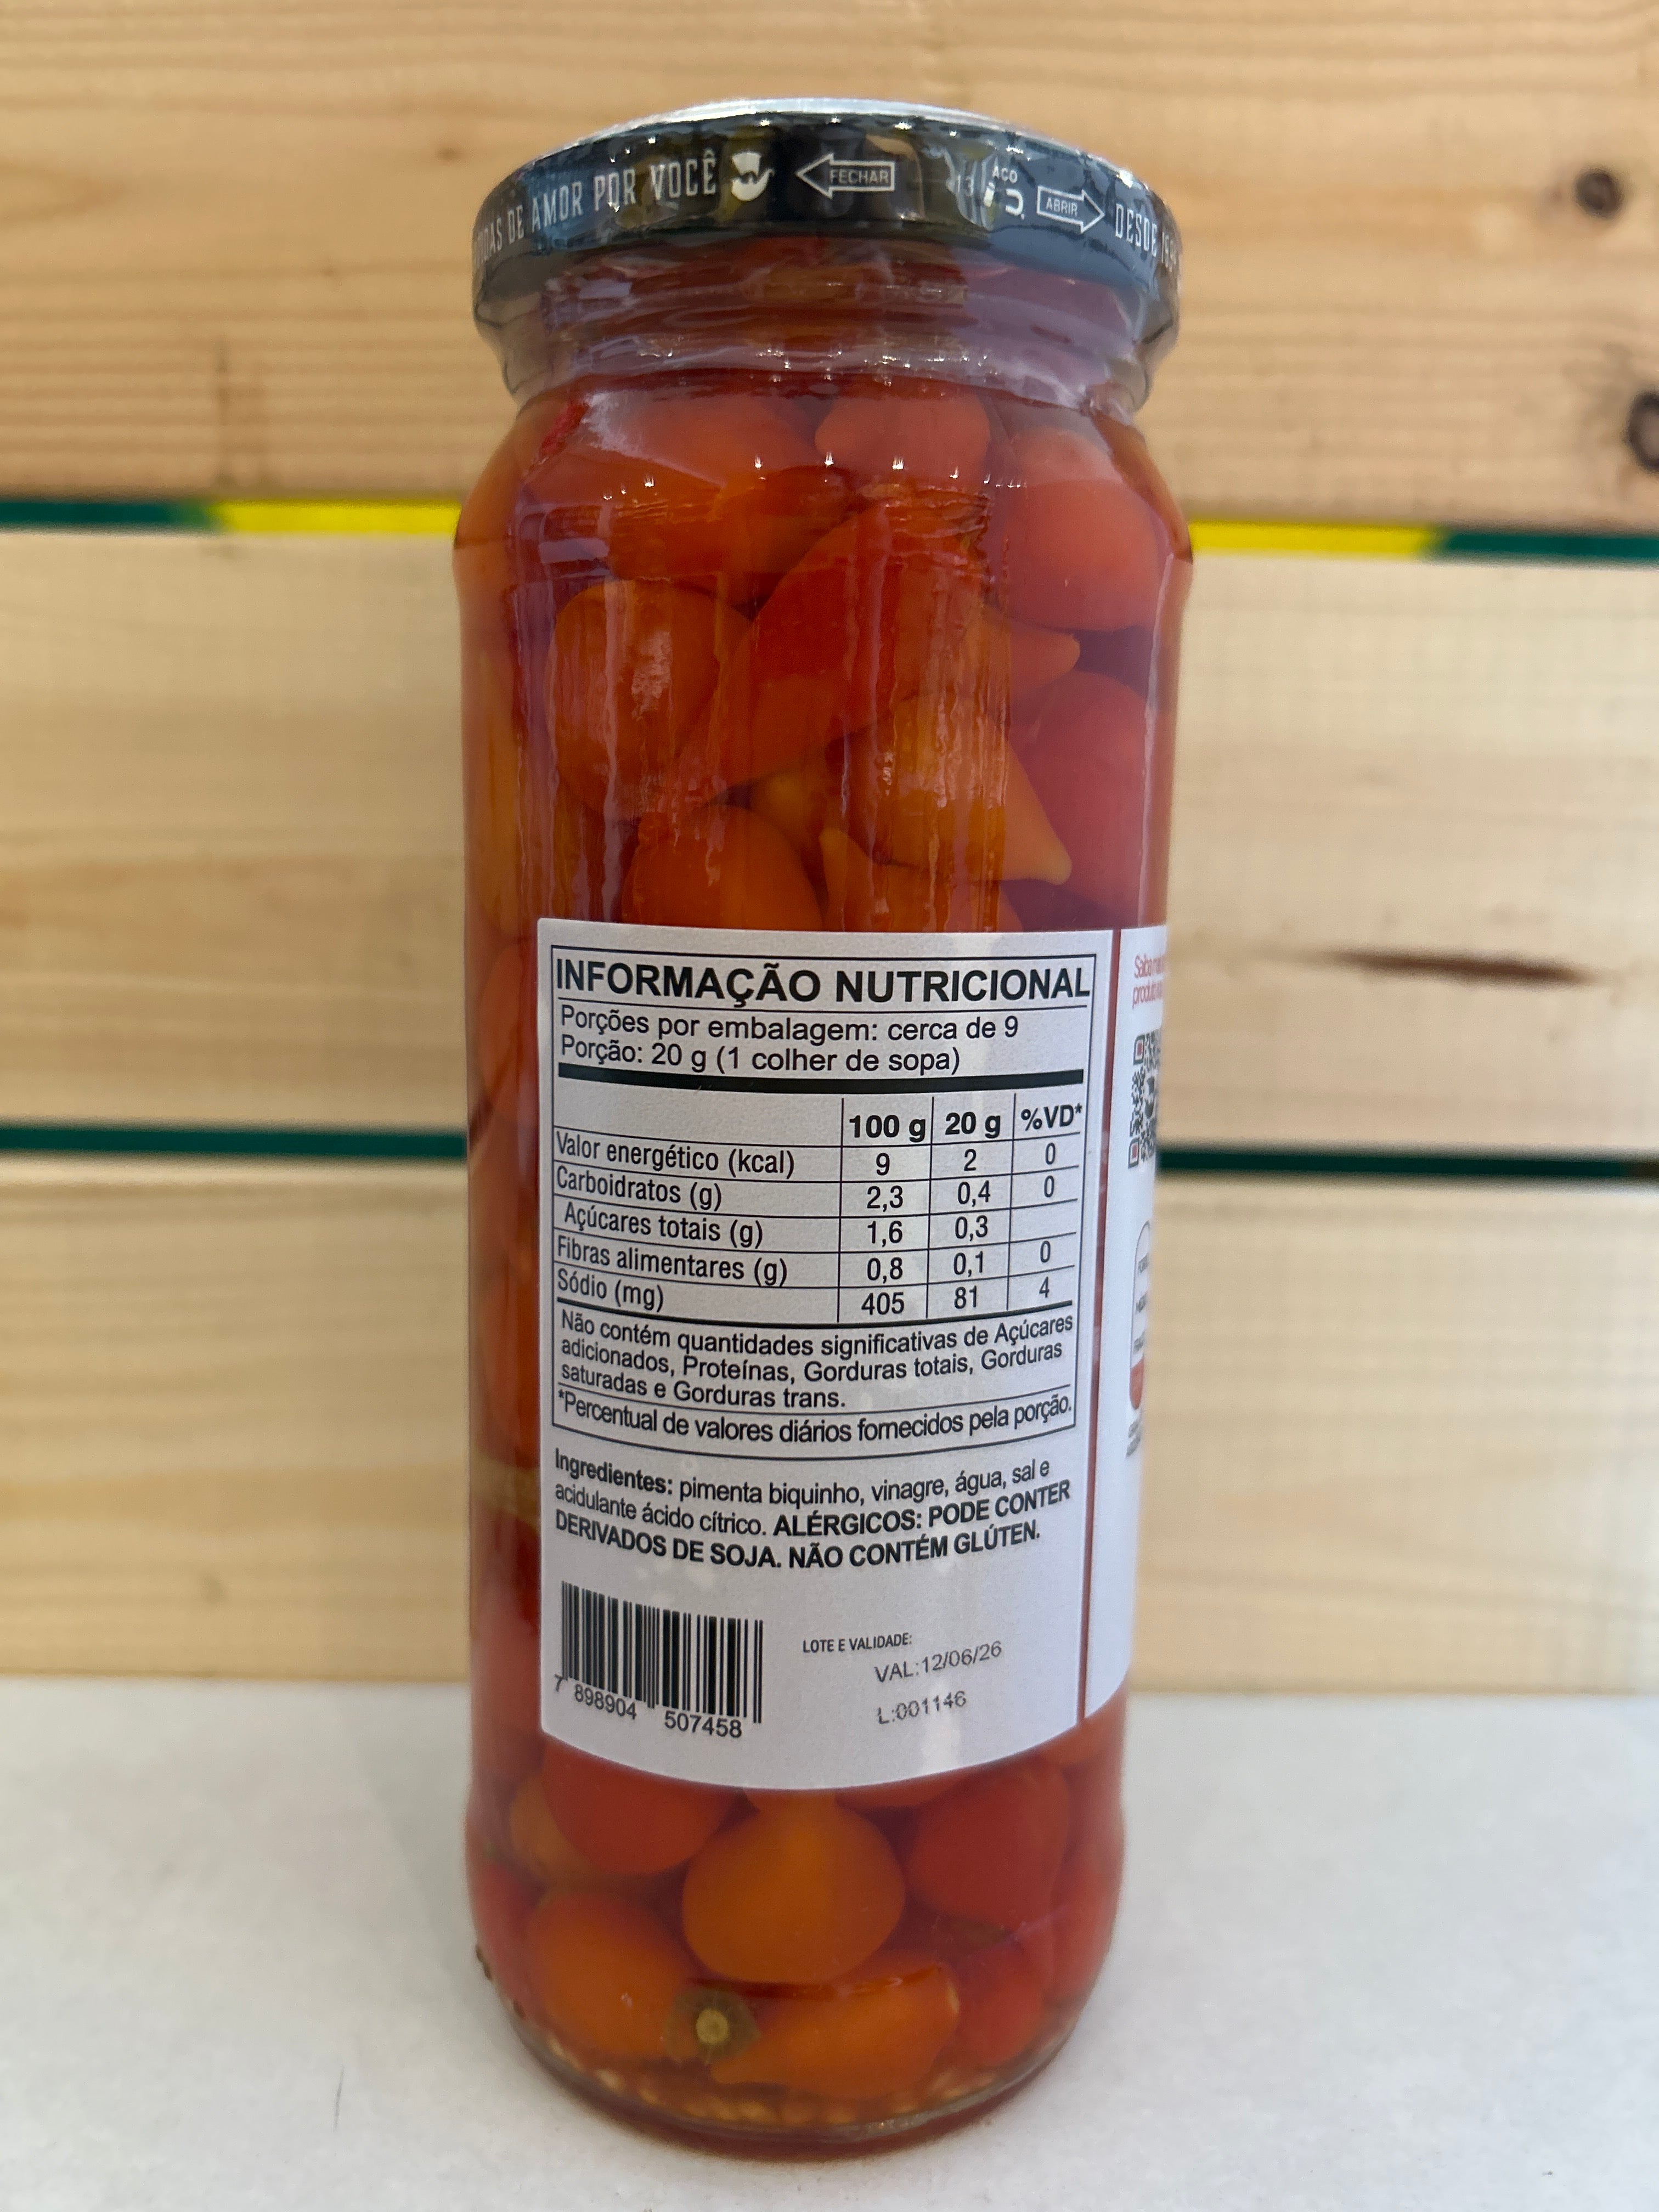 DE AMOR POR VOCÊ FECHAR AÇO ABRIR DESDE
INFORMAÇÃO NUTRICIONAL
Porções por embalagem: cerca de 9
Porção: 20 g (1 colher de sopa)
100 g 20 g %VD*
Valor energético (kcal) 9 2 0
Carboidratos (g) 2,3 0,4 0
Açúcares totais (g) 1,6 0,3
Fibras alimentares (g) 0,8 0,1 0
Sódio (mg) 405 81 4
Não contém quantidades significativas de Açúcares
adicionados, Proteínas, Gorduras totais, Gorduras
saturadas e Gorduras trans.
*Percentual de valores diários fornecidos pela porção.
Ingredientes: pimenta biquinho, vinagre, água, sal e
acidulante ácido cítrico. ALÉRGICOS: PODE CONTER
DERIVADOS DE SOJA. NÃO CONTÉM GLÚTEN.
7 898904 507458
LOTE E VALIDADE:
VAL:12/06/26
L:001146